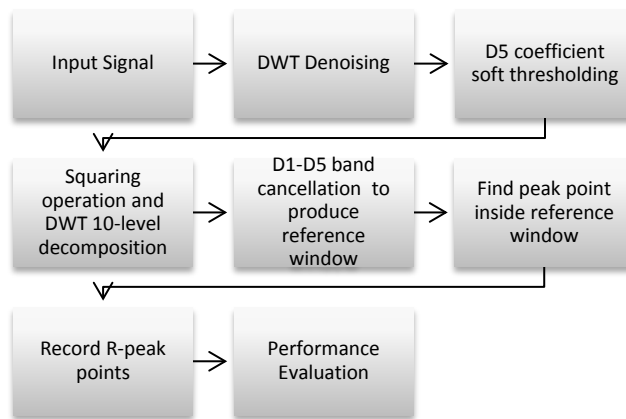 Input Signal
DWT Denoising
D5 coefficient
soft thresholding
Squaring
operation and
DWT 10-level
decomposition
D1-D5 band
cancellation to
produce
reference
window
Find peak point
inside reference
window
Record R-peak
points
Performance
Evaluation